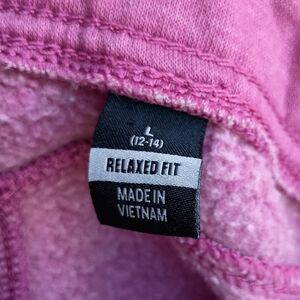 L
(12-14)
RELAXED FIT
MADE IN
VIETNAM